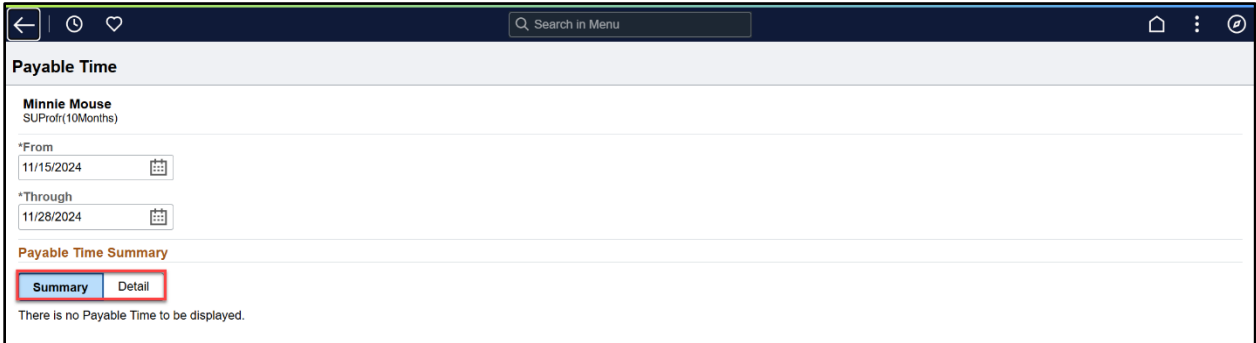 Search in Menu
Payable Time
Minnie Mouse
SUProfr(10Months)
*From
11/15/2024
*Through
11/28/2024
Payable Time Summary
Summary Detail
There is no Payable Time to be displayed.